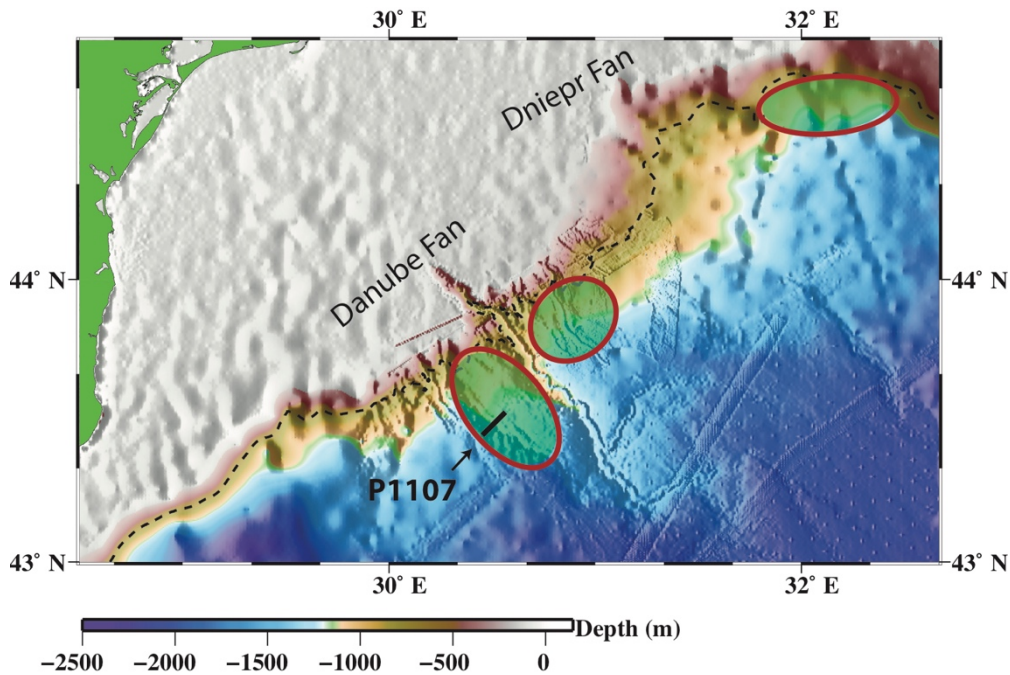 30° E 32° E
Dniepr Fan
Danube Fan
44° N 44° N
P1107
43° N 43° N
30° E 32° E
Depth (m)
−2500 −2000 −1500 −1000 −500 0